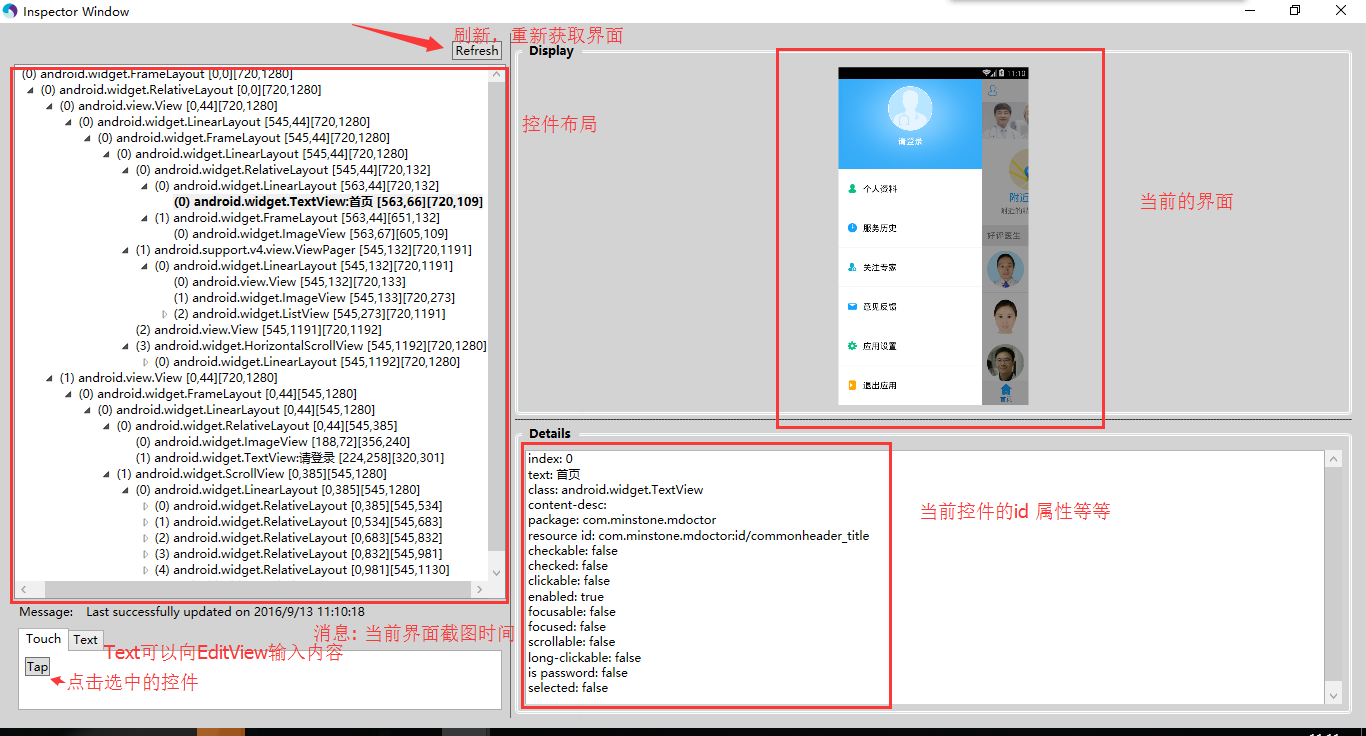 Inspector Window
刷新，重新获取界面
Refresh
(0) android.widget.FrameLayout [0,0][720,1280]
(0) android.widget.RelativeLayout [0,0][720,1280]
(0) android.view.View [0,44][720,1280]
(0) android.widget.LinearLayout [545,44][720,1280]
(0) android.widget.FrameLayout [545,44][720,1280]
(0) android.widget.LinearLayout [545,44][720,1280]
(0) android.widget.RelativeLayout [545,44][720,132]
(0) android.widget.LinearLayout [563,44][720,132]
(0) android.widget.TextView:首页 [563,66][720,109]
(1) android.widget.FrameLayout [563,44][651,132]
(0) android.widget.ImageView [563,67][605,109]
(1) android.support.v4.view.ViewPager [545,132][720,1191]
(0) android.widget.LinearLayout [545,132][720,1191]
(0) android.view.View [545,132][720,133]
(1) android.widget.ImageView [545,133][720,273]
(2) android.widget.ListView [545,273][720,1191]
(2) android.view.View [545,1191][720,1192]
(3) android.widget.HorizontalScrollView [545,1192][720,1280]
(0) android.widget.LinearLayout [545,1192][720,1280]
(1) android.view.View [0,44][720,1280]
(0) android.widget.FrameLayout [0,44][545,1280]
(0) android.widget.LinearLayout [0,44][545,1280]
(0) android.widget.RelativeLayout [0,44][545,385]
(0) android.widget.ImageView [188,72][356,240]
(1) android.widget.TextView:请登录 [224,258][320,301]
(1) android.widget.ScrollView [0,385][545,1280]
(0) android.widget.LinearLayout [0,385][545,1280]
(0) android.widget.RelativeLayout [0,385][545,534]
(1) android.widget.RelativeLayout [0,534][545,683]
(2) android.widget.RelativeLayout [0,683][545,832]
(3) android.widget.RelativeLayout [0,832][545,981]
(4) android.widget.RelativeLayout [0,981][545,1130]
控件布局
Message: Last successfully updated on 2016/9/13 11:10:18
消息: 当前界面截图时间
Touch
Text
Text可以向EditView输入内容
Tap
点击选中的控件
Display
11:10
请登录
个人资料
服务历史
关注专家
意见反馈
应用设置
退出应用
附近
好评医生
首页
当前的界面
Details
index: 0
text: 首页
class: android.widget.TextView
content-desc:
package: com.minstone.mdoctor
resource id: com.minstone.mdoctor:id/commonheader_title
checkable: false
checked: false
clickable: false
enabled: true
focusable: false
focused: false
scrollable: false
long-clickable: false
is password: false
selected: false
当前控件的id 属性等等